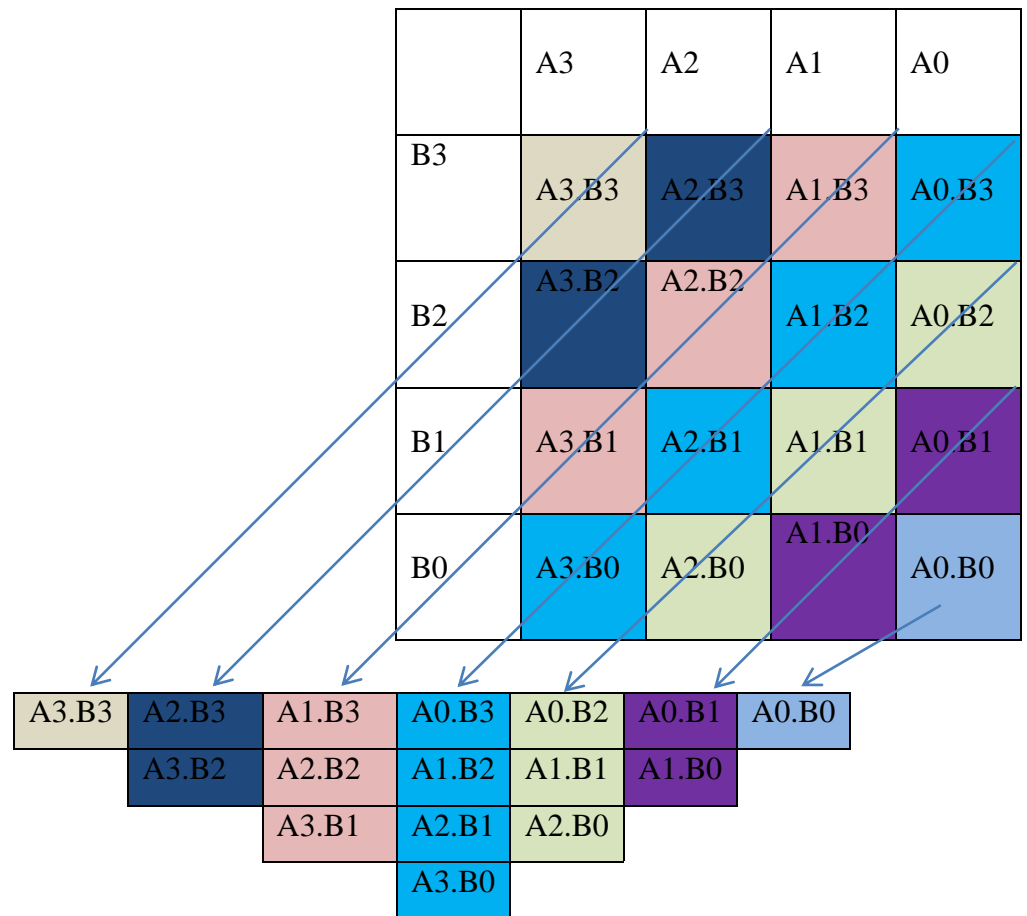 A3 A2 A1 A0
B3
A3.B3 A2.B3 A1.B3 A0.B3
A3.B2 A2.B2
B2 A1.B2 A0.B2
B1 A3.B1 A2.B1 A1.B1 A0.B1
A1.B0
B0 A3.B0 A2.B0 A0.B0
A3.B3 A2.B3 A1.B3 A0.B3 A0.B2 A0.B1 A0.B0
A3.B2 A2.B2 A1.B2 A1.B1 A1.B0
A3.B1 A2.B1 A2.B0
A3.B0